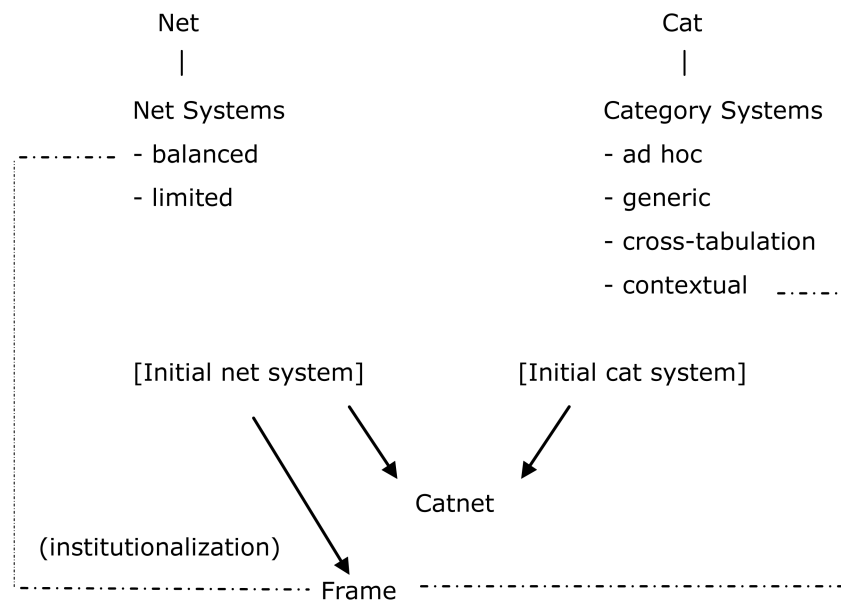 Net
Cat
|
|
Net Systems
Category Systems
- balanced
- ad hoc
- limited
- generic
- cross-tabulation
- contextual
[Initial net system]
[Initial cat system]
Catnet
(institutionalization)
Frame